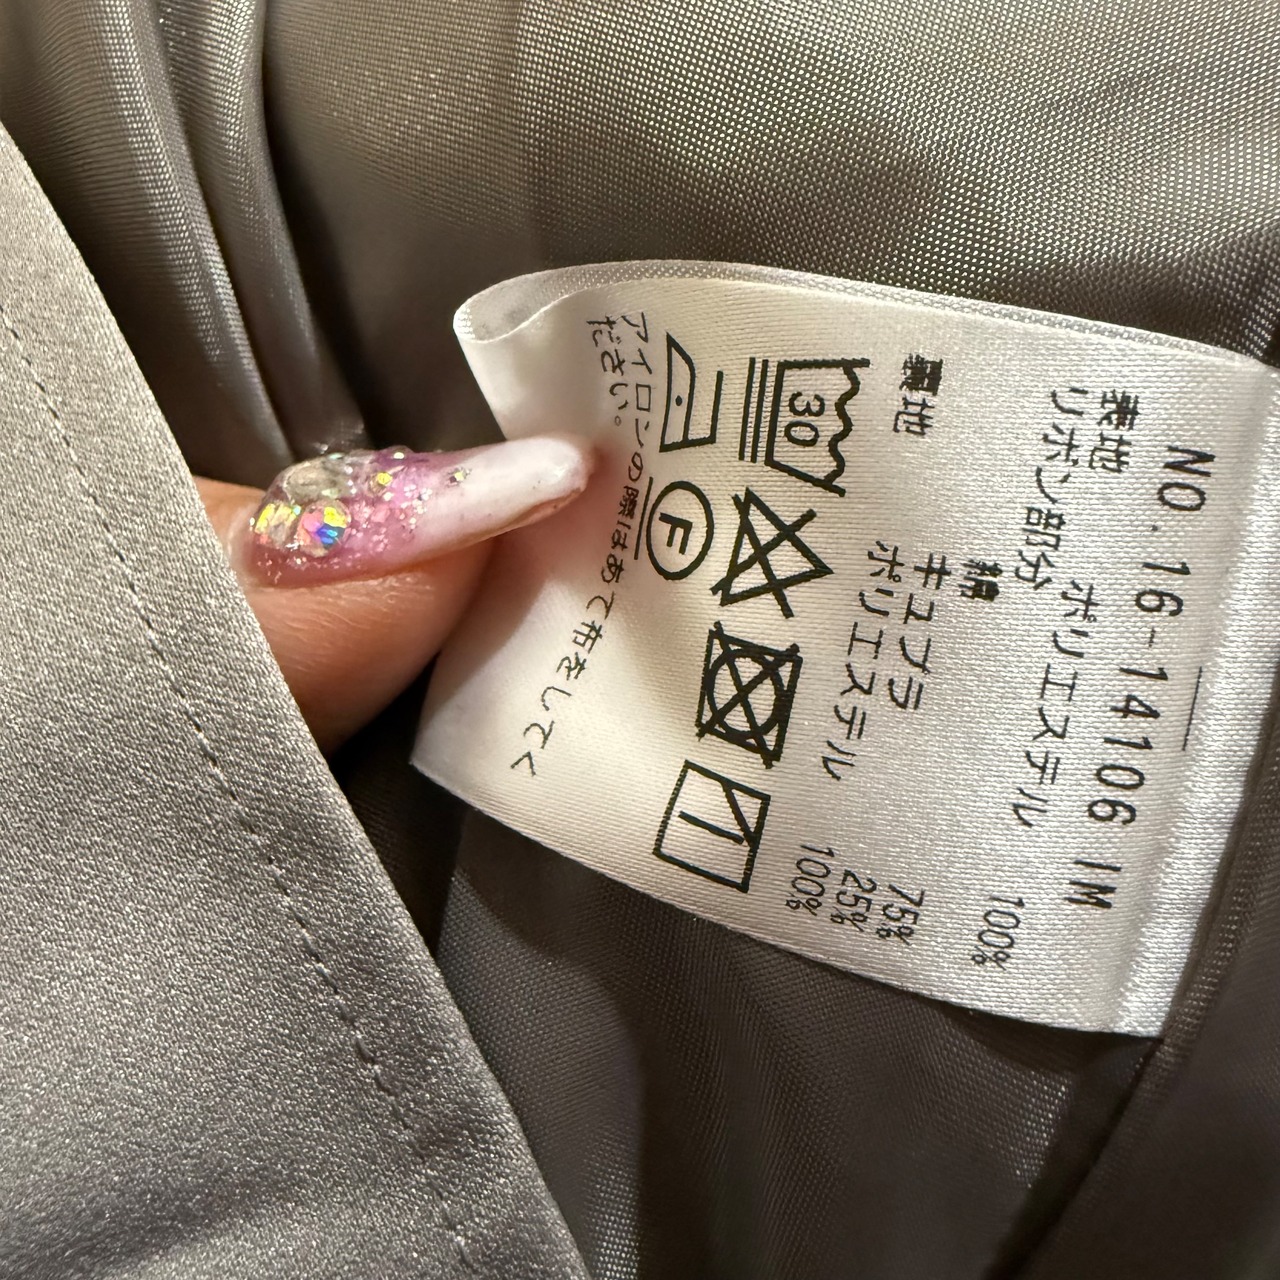 NO. 16-14106 IM
表地 ポリエステル 100%
リボン部分
綿 75%
キュプラ 25%
裏地 ポリエステル 100%
30
F
アイロンの際はあて布をしてく
ださい。